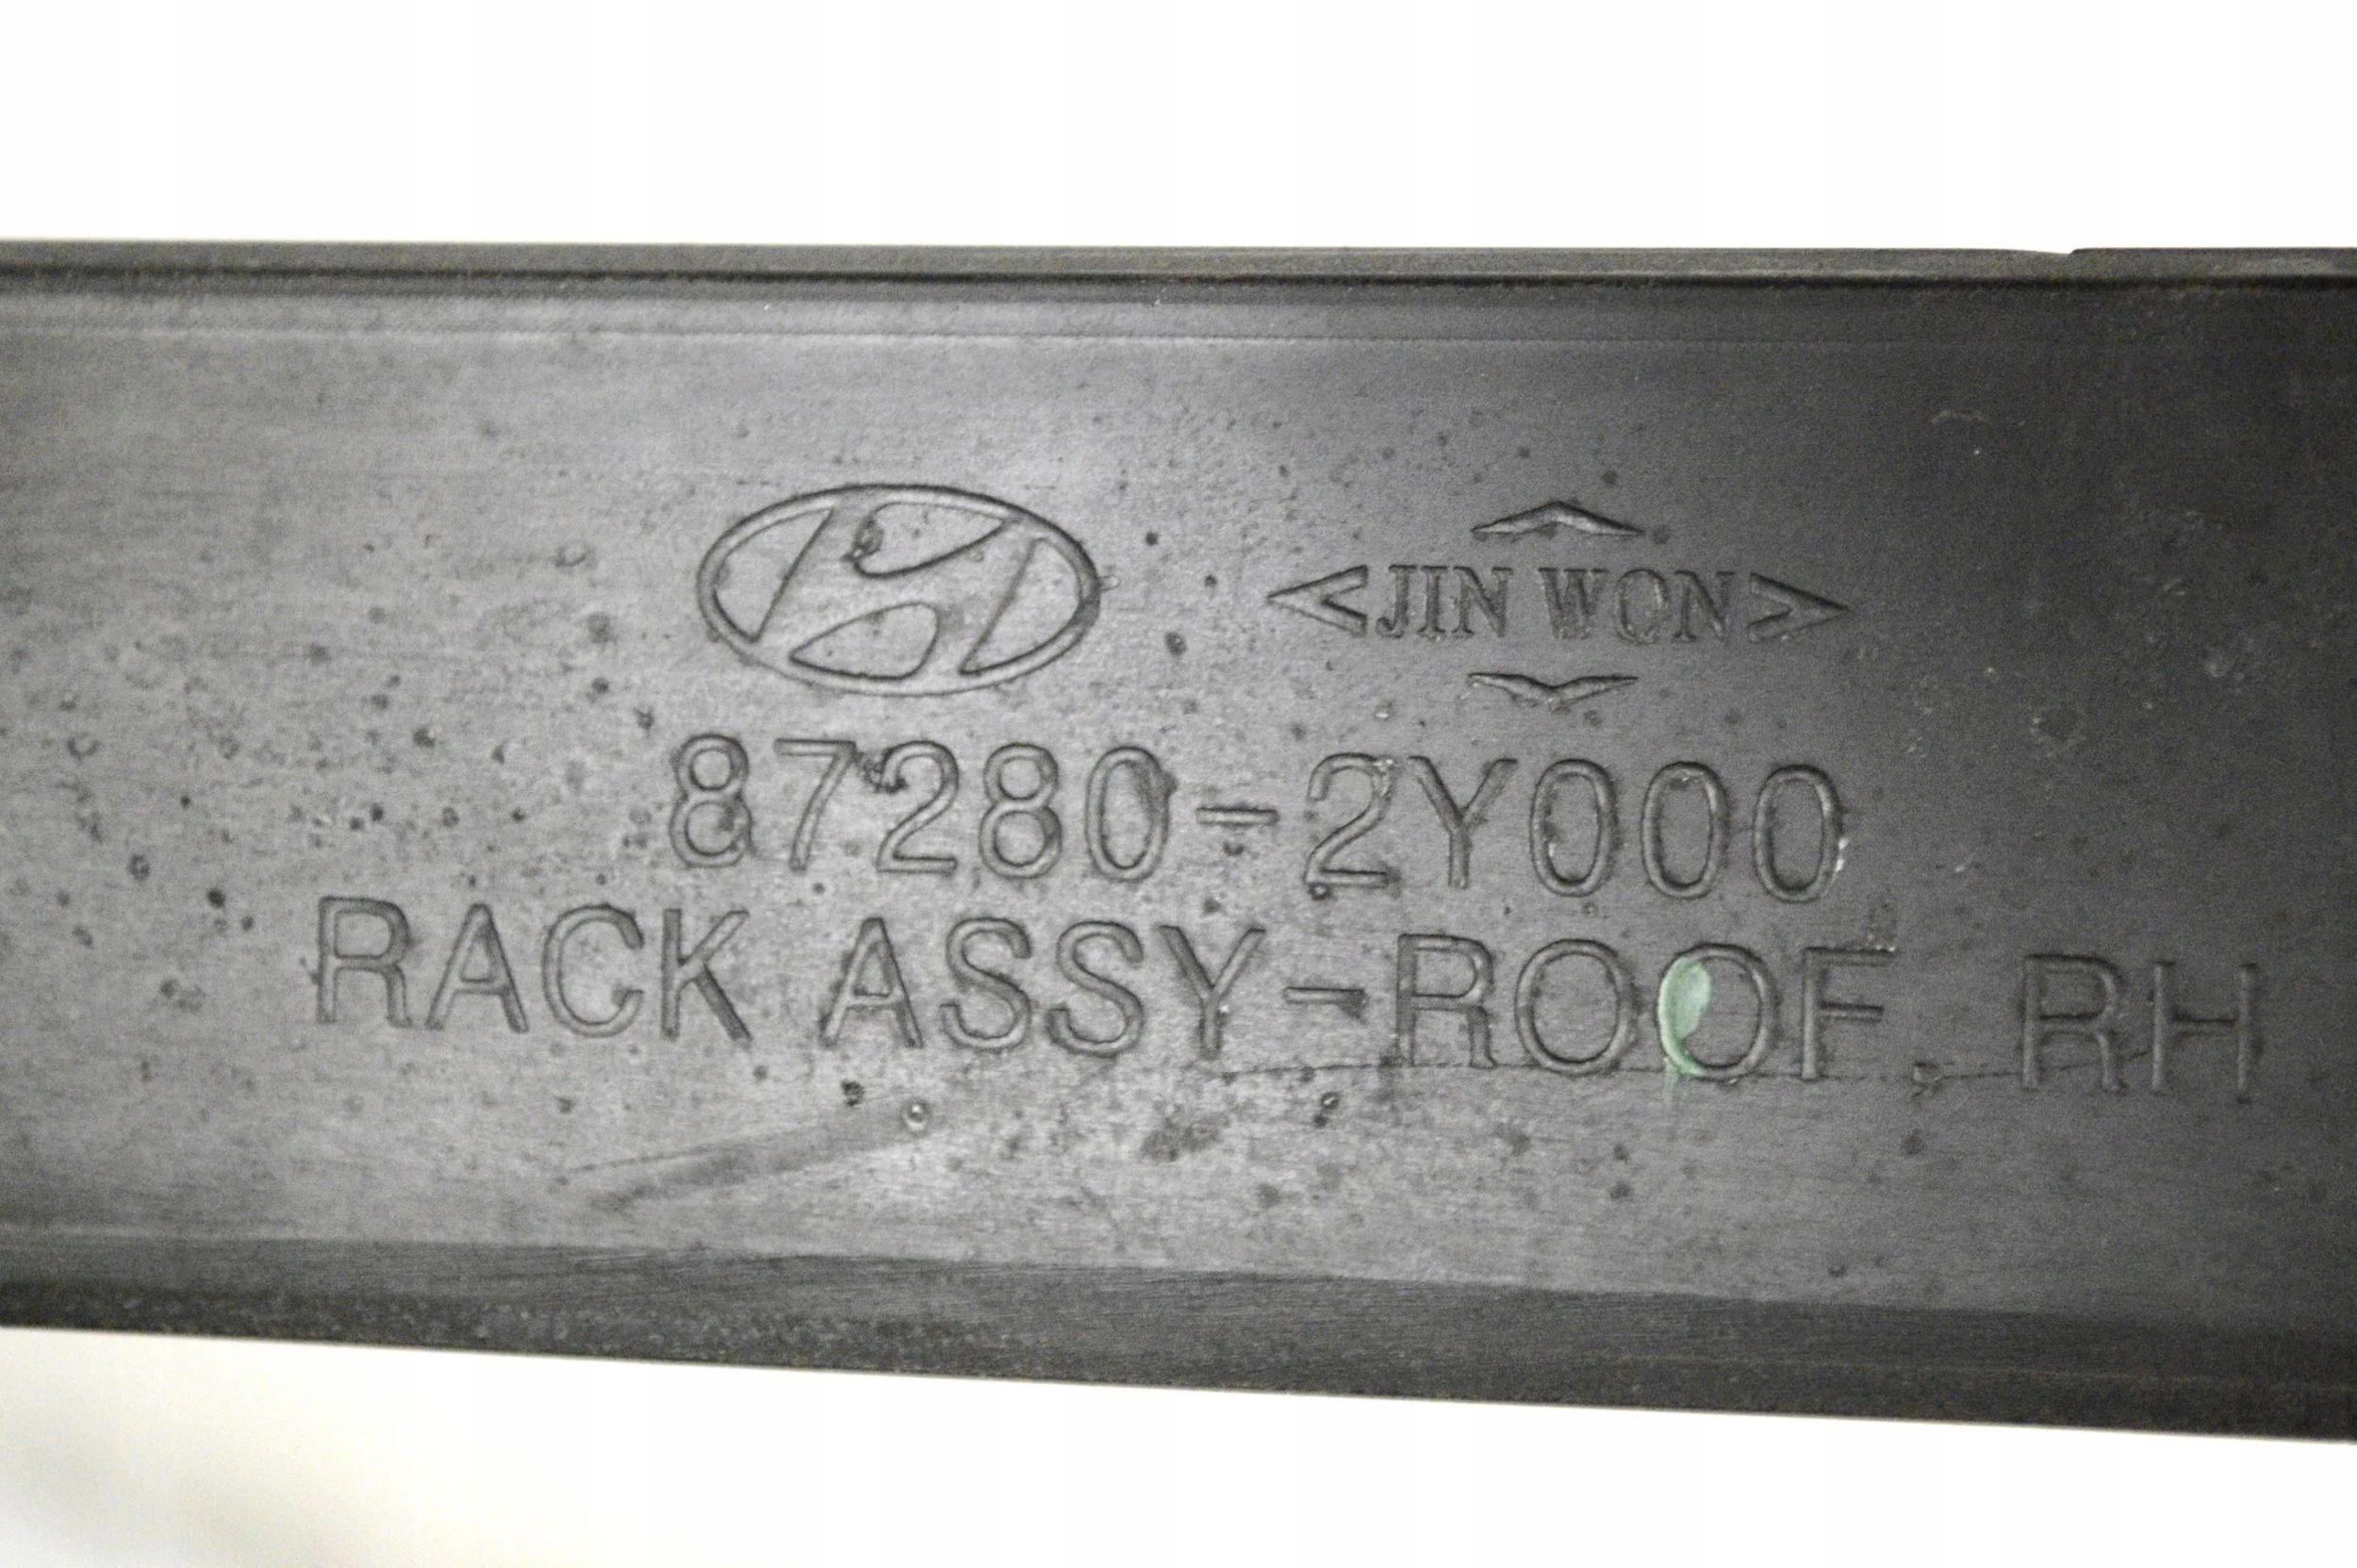 JIN WON
87280-2Y000
RACK ASSY-ROOF, RH